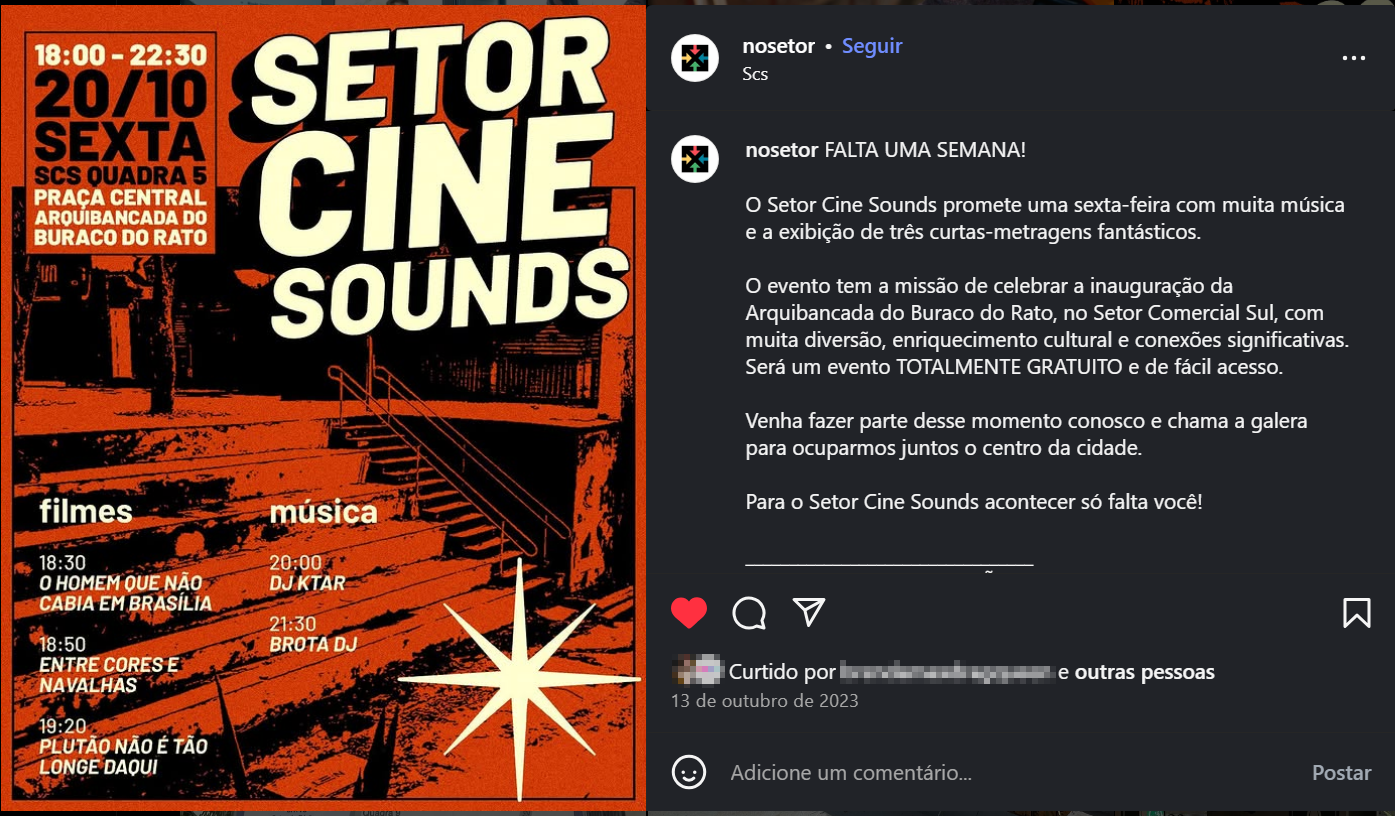 18:00 - 22:30
20/10
SEXTA
SCS QUADRA 5
PRAÇA CENTRAL
ARQUIBANCADA DO
BURACO DO RATO
SETOR
CINE
SOUNDS
filmes
18:30
O HOMEM QUE NÃO
CABIA EM BRASÍLIA
18:50
ENTRE CORES E
NAVALHAS
19:20
PLUTÃO NÃO É TÃO
LONGE DAQUI
música
20:00
DJ KTAR
21:30
BROTA DJ
nosetor • Seguir
Scs
nosetor FALTA UMA SEMANA!
O Setor Cine Sounds promete uma sexta-feira com muita música
e a exibição de três curtas-metragens fantásticos.
O evento tem a missão de celebrar a inauguração da
Arquibancada do Buraco do Rato, no Setor Comercial Sul, com
muita diversão, enriquecimento cultural e conexões significativas.
Será um evento TOTALMENTE GRATUITO e de fácil acesso.
Venha fazer parte desse momento conosco e chama a galera
para ocuparmos juntos o centro da cidade.
Para o Setor Cine Sounds acontecer só falta você!
Curtido por e outras pessoas
13 de outubro de 2023
Adicione um comentário...
Postar